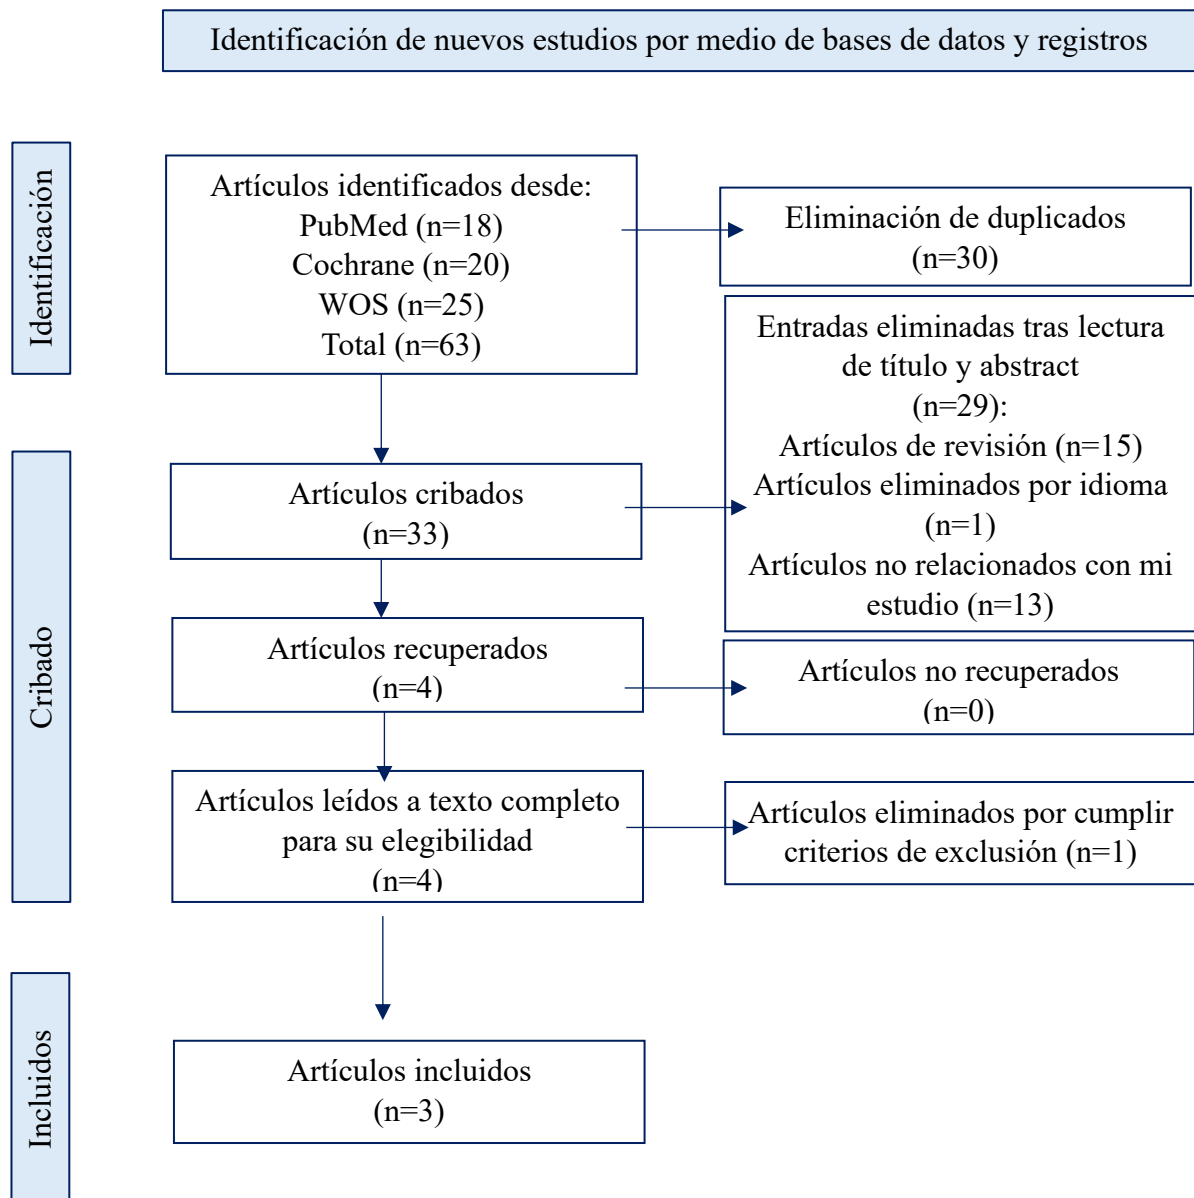 Identificación de nuevos estudios por medio de bases de datos y registros
Identificación
Artículos identificados desde:
PubMed (n=18)
Cochrane (n=20)
WOS (n=25)
Total (n=63)
Eliminación de duplicados
(n=30)
Entradas eliminadas tras lectura
de título y abstract
(n=29):
Artículos de revisión (n=15)
Artículos eliminados por idioma
(n=1)
Artículos no relacionados con mi
estudio (n=13)
Cribado
Artículos cribados
(n=33)
Artículos recuperados
(n=4)
Artículos no recuperados
(n=0)
Artículos leídos a texto completo
para su elegibilidad
(n=4)
Artículos eliminados por cumplir
criterios de exclusión (n=1)
Incluidos
Artículos incluidos
(n=3)